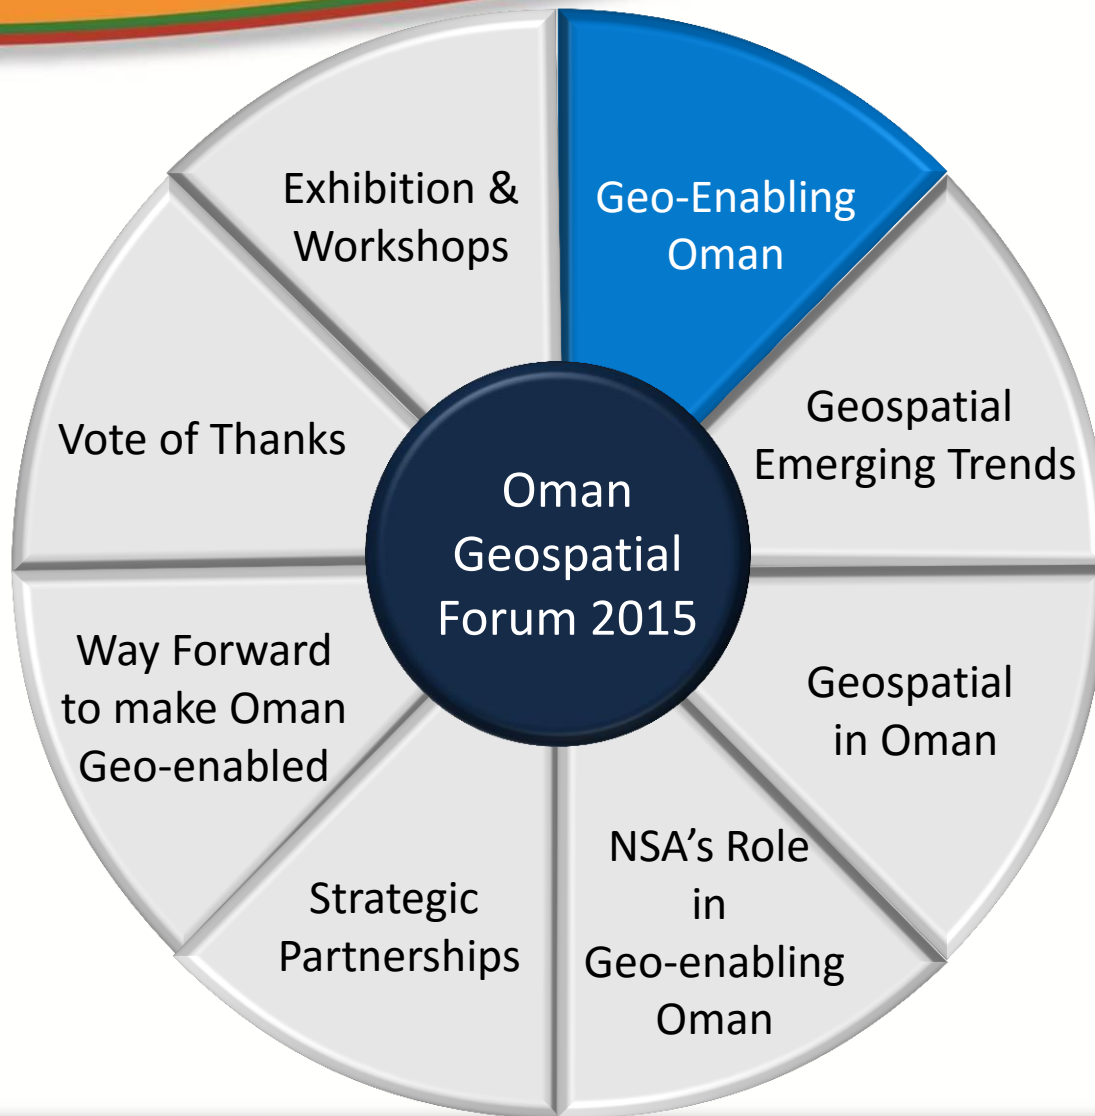 Exhibition &
Workshops
Geo-Enabling
Oman
Geospatial
Emerging Trends
Vote of Thanks
Oman
Geospatial
Forum 2015
Way Forward
to make Oman
Geo-enabled
Geospatial
in Oman
NSA’s Role
in
Geo-enabling
Oman
Strategic
Partnerships